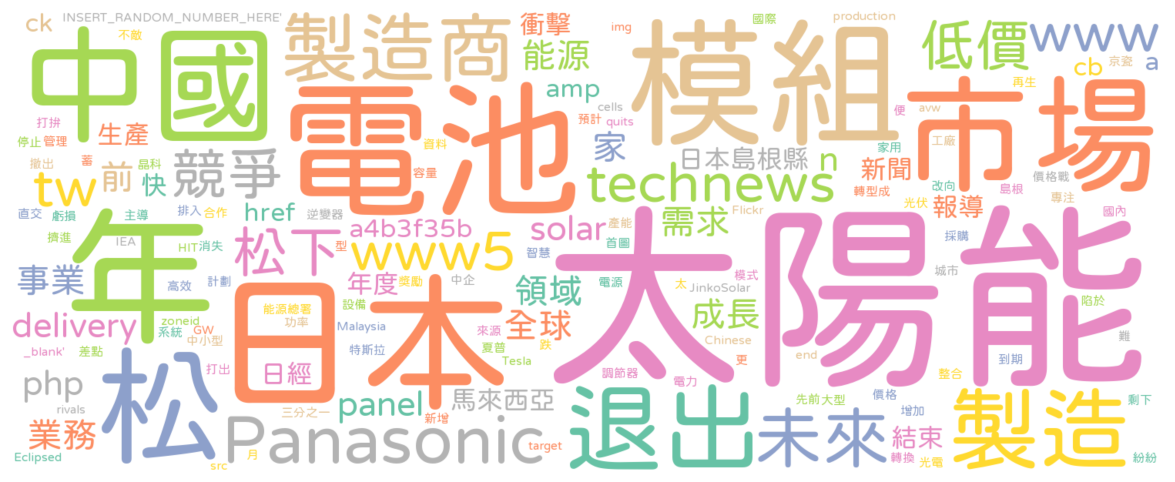 ck
INSERT_RANDOM_NUMBER_HERE'
不敵
製造商
衝擊
能源
img
模組
國際
production
低價
www
a
cb
京瓷
再生
中國
打拚
停止
管理
生產
電池
amp
cells
預計
quits
便
avw
市場
撤出
蓄
晶科
前
快
競爭
資料
容量
家
日本島根縣
n
工廠
家用
新聞
價格戰
tw
technews
轉型成
改向
島根
專注
直交
虧損
主導
排入
合作
href
逆變器
a4b3f35b
solar
需求
產能
Flickr
光伏
報導
國內
擠進
IEA
HIT
消失
松下
型
www5
智慧
首圖
採購
年
事業
高效
計劃
年度
獎勵
中企
領域
電源
太
模式
JinkoSolar
城市
陷於
delivery
zoneid
系統
GW
中小型
能源總署
功率
設備
Malaysia
來源
全球
成長
太陽能
_blank'
差點
特斯拉
夏普
跌
Tesla
Chinese
更
end
難
日本
日經
打出
調節器
電力
到期
整合
松
php
rivals
三分之一
panel
新增
馬來西亞
退出
先前
大型
價格
增加
剩下
業務
Panasonic
target
未來
結束
製造
Eclipsed
src
月
轉換
光電
紛紛